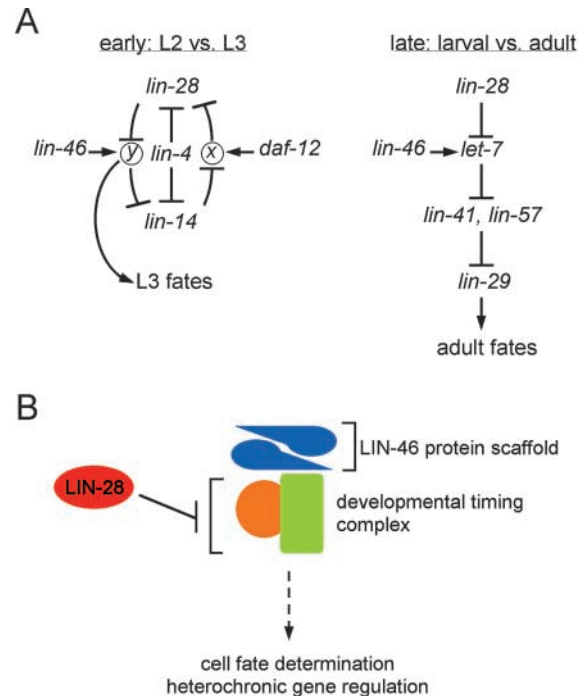 A
early: L2 vs. L3
late: larval vs. adult
lin-28
lin-46 y lin-4 x daf-12
lin-14
L3 fates
lin-28
lin-46 let-7
lin-41, lin-57
lin-29
adult fates
B
LIN-28
LIN-46 protein scaffold
developmental timing
complex
cell fate determination
heterochronic gene regulation